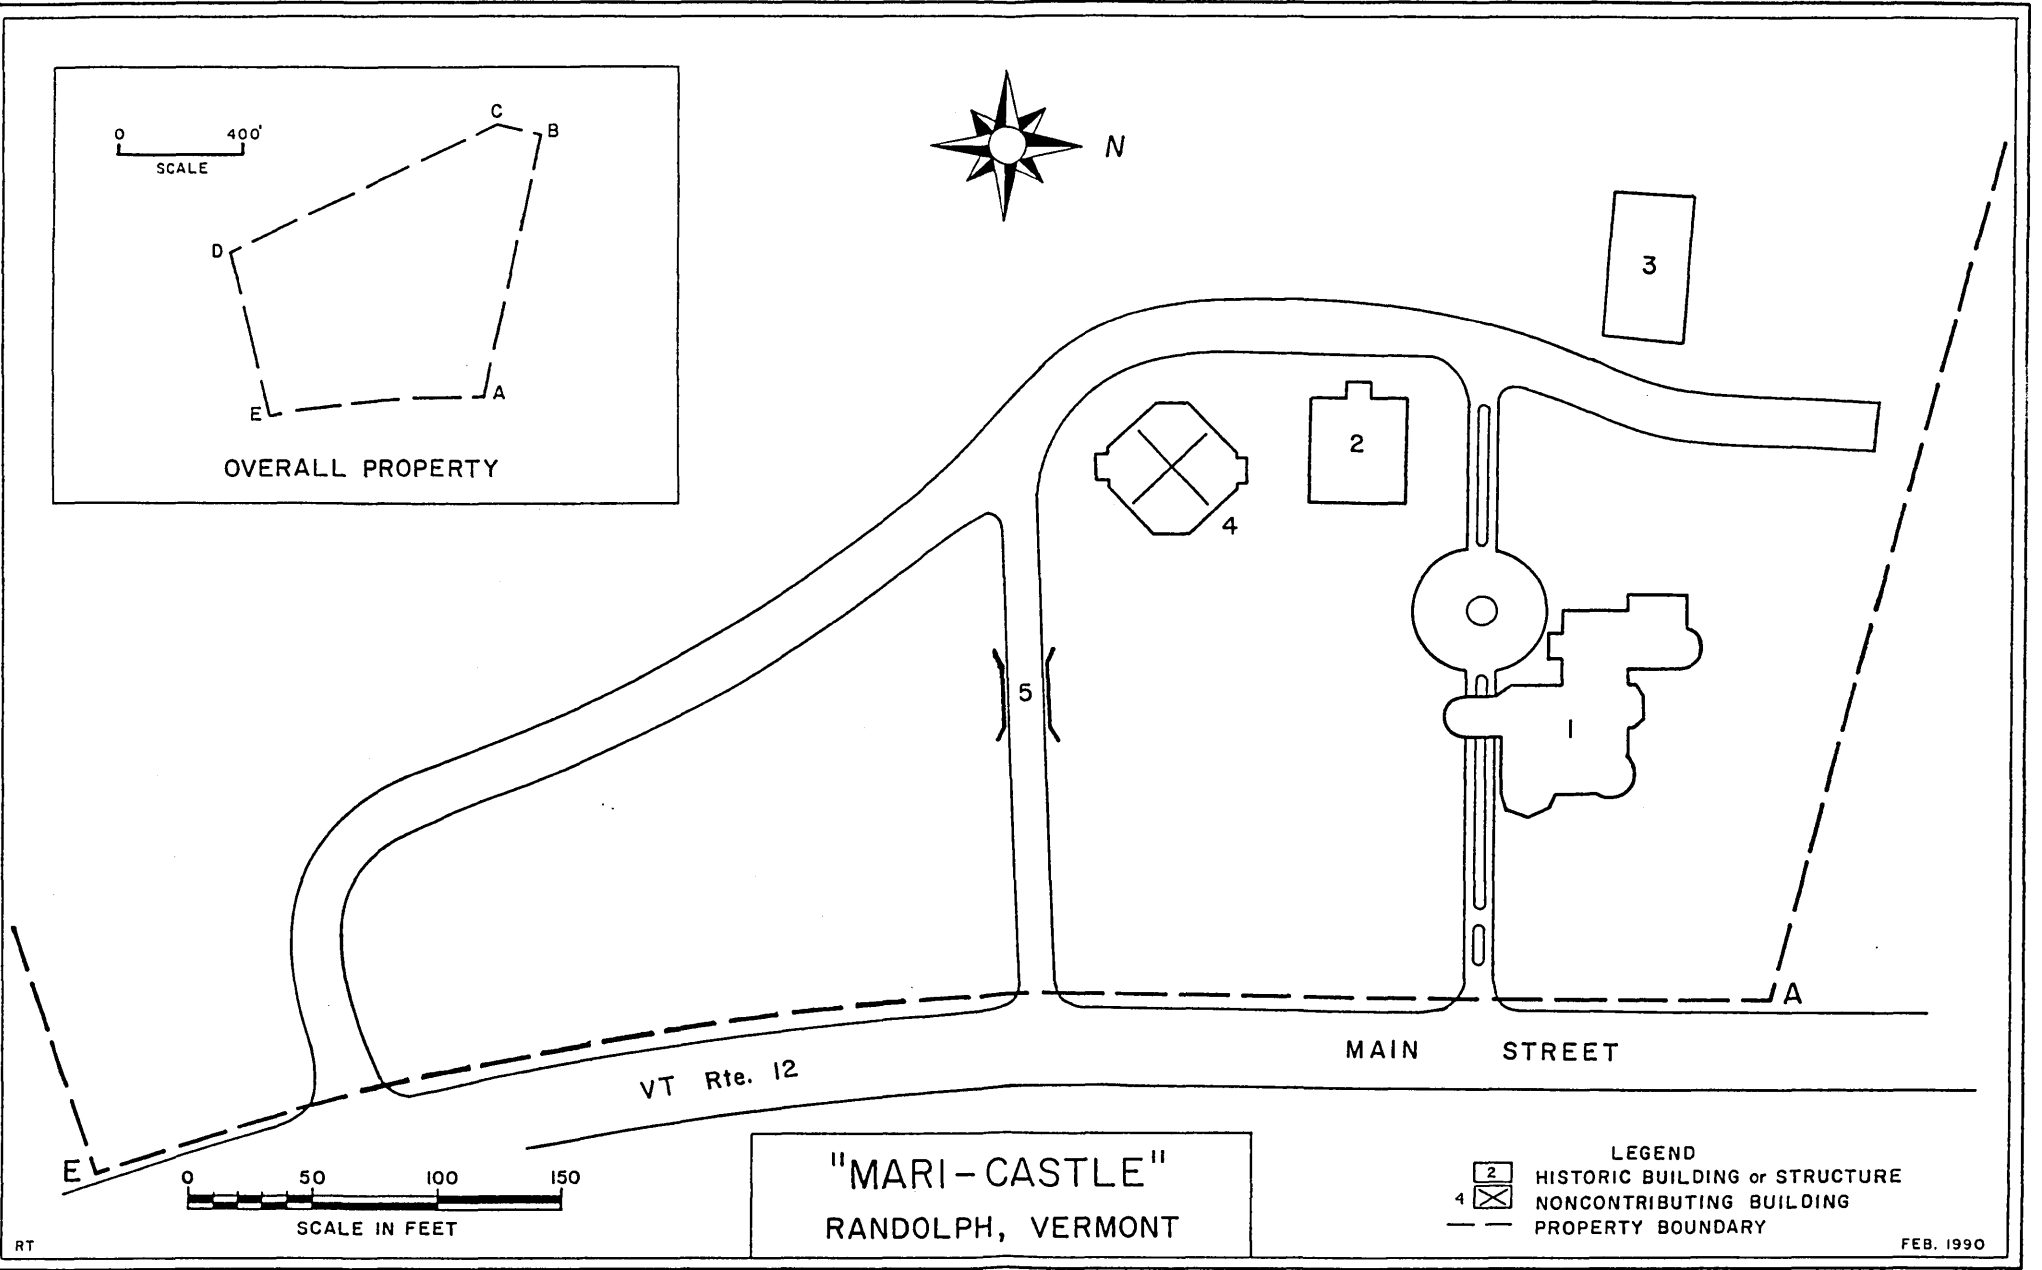 0 400'
SCALE
C
B
D
A
E
OVERALL PROPERTY
N
3
2
4
5
1
A
MAIN STREET
VT Rte. 12
E
0 50 100 150
SCALE IN FEET
RT
"MARI-CASTLE"
RANDOLPH, VERMONT
LEGEND
2 HISTORIC BUILDING or STRUCTURE
4 NONCONTRIBUTING BUILDING
PROPERTY BOUNDARY
FEB. 1990